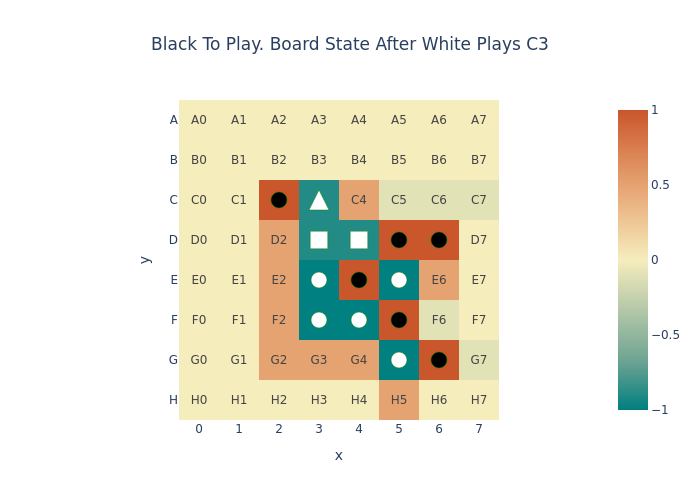 Black To Play. Board State After White Plays C3
A A0 A1 A2 A3 A4 A5 A6 A7
B B0 B1 B2 B3 B4 B5 B6 B7
C C0 C1 C4 C5 C6 C7
D D0 D1 D2 D7
E E0 E1 E2 E6 E7
F F0 F1 F2 F6 F7
G G0 G1 G2 G3 G4 G7
H H0 H1 H2 H3 H4 H5 H6 H7
0 1 2 3 4 5 6 7
x
y
1
0.5
0
−0.5
−1